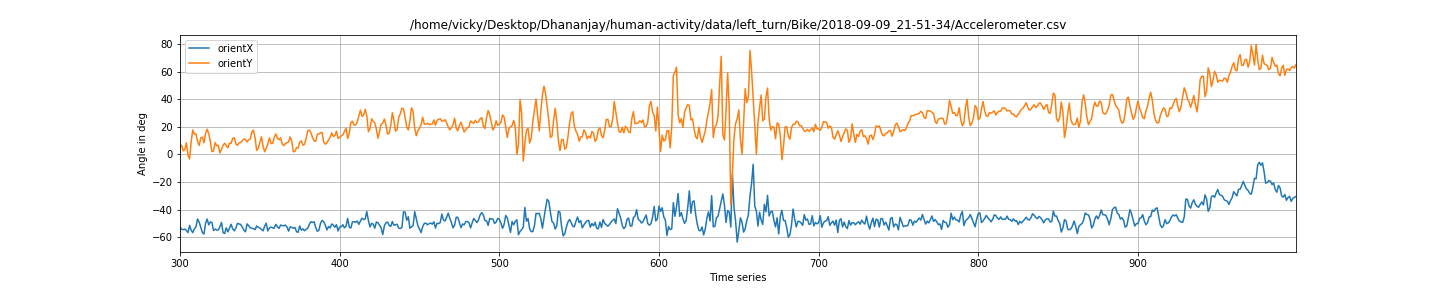 /home/vicky/Desktop/Dhananjay/human-activity/data/left_turn/Bike/2018-09-09_21-51-34/Accelerometer.csv
orientX
orientY
Angle in deg
80
60
40
20
0
−20
−40
−60
300 400 500 600 700 800 900
Time series